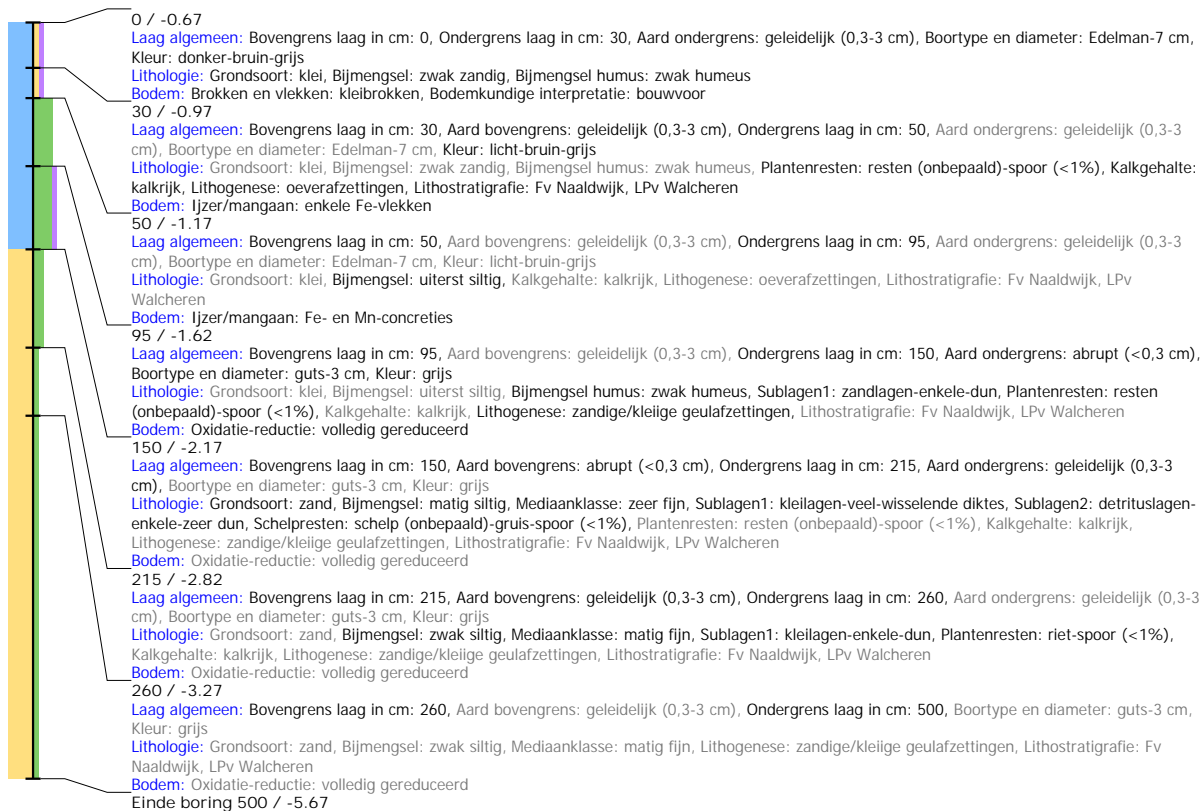 0 / -0.67
Laag algemeen: Bovengrens laag in cm: 0, Ondergrens laag in cm: 30, Aard ondergrens: geleidelijk (0,3-3 cm), Boortype en diameter: Edelman-7 cm,
Kleur: donker-bruin-grijs
Lithologie: Grondsoort: klei, Bijmengsel: zwak zandig, Bijmengsel humus: zwak humeus
Bodem: Brokken en vlekken: kleibrokken, Bodemkundige interpretatie: bouwvoor
30 / -0.97
Laag algemeen: Bovengrens laag in cm: 30, Aard bovengrens: geleidelijk (0,3-3 cm), Ondergrens laag in cm: 50, Aard ondergrens: geleidelijk (0,3-3
cm), Boortype en diameter: Edelman-7 cm, Kleur: licht-bruin-grijs
Lithologie: Grondsoort: klei, Bijmengsel: zwak zandig, Bijmengsel humus: zwak humeus, Plantenresten: resten (onbepaald)-spoor (<1%), Kalkgehalte:
kalkrijk, Lithogenese: oeverafzettingen, Lithostratigrafie: Fv Naaldwijk, LPv Walcheren
Bodem: Ijzer/mangaan: enkele Fe-vlekken
50 / -1.17
Laag algemeen: Bovengrens laag in cm: 50, Aard bovengrens: geleidelijk (0,3-3 cm), Ondergrens laag in cm: 95, Aard ondergrens: geleidelijk (0,3-3
cm), Boortype en diameter: Edelman-7 cm, Kleur: licht-bruin-grijs
Lithologie: Grondsoort: klei, Bijmengsel: uiterst siltig, Kalkgehalte: kalkrijk, Lithogenese: oeverafzettingen, Lithostratigrafie: Fv Naaldwijk, LPv
Walcheren
Bodem: Ijzer/mangaan: Fe- en Mn-concreties
95 / -1.62
Laag algemeen: Bovengrens laag in cm: 95, Aard bovengrens: geleidelijk (0,3-3 cm), Ondergrens laag in cm: 150, Aard ondergrens: abrupt (<0,3 cm),
Boortype en diameter: guts-3 cm, Kleur: grijs
Lithologie: Grondsoort: klei, Bijmengsel: uiterst siltig, Bijmengsel humus: zwak humeus, Sublagen1: zandlagen-enkele-dun, Plantenresten: resten
(onbepaald)-spoor (<1%), Kalkgehalte: kalkrijk, Lithogenese: zandige/kleiige geulafzettingen, Lithostratigrafie: Fv Naaldwijk, LPv Walcheren
Bodem: Oxidatie-reductie: volledig gereduceerd
150 / -2.17
Laag algemeen: Bovengrens laag in cm: 150, Aard bovengrens: abrupt (<0,3 cm), Ondergrens laag in cm: 215, Aard ondergrens: geleidelijk (0,3-3
cm), Boortype en diameter: guts-3 cm, Kleur: grijs
Lithologie: Grondsoort: zand, Bijmengsel: matig siltig, Mediaanklasse: zeer fijn, Sublagen1: kleilagen-veel-wisselende diktes, Sublagen2: detrituslagen-
enkele-zeer dun, Schelpresten: schelp (onbepaald)-gruis-spoor (<1%), Plantenresten: resten (onbepaald)-spoor (<1%), Kalkgehalte: kalkrijk,
Lithogenese: zandige/kleiige geulafzettingen, Lithostratigrafie: Fv Naaldwijk, LPv Walcheren
Bodem: Oxidatie-reductie: volledig gereduceerd
215 / -2.82
Laag algemeen: Bovengrens laag in cm: 215, Aard bovengrens: geleidelijk (0,3-3 cm), Ondergrens laag in cm: 260, Aard ondergrens: geleidelijk (0,3-3
cm), Boortype en diameter: guts-3 cm, Kleur: grijs
Lithologie: Grondsoort: zand, Bijmengsel: zwak siltig, Mediaanklasse: matig fijn, Sublagen1: kleilagen-enkele-dun, Plantenresten: riet-spoor (<1%),
Kalkgehalte: kalkrijk, Lithogenese: zandige/kleiige geulafzettingen, Lithostratigrafie: Fv Naaldwijk, LPv Walcheren
Bodem: Oxidatie-reductie: volledig gereduceerd
260 / -3.27
Laag algemeen: Bovengrens laag in cm: 260, Aard bovengrens: geleidelijk (0,3-3 cm), Ondergrens laag in cm: 500, Boortype en diameter: guts-3 cm,
Kleur: grijs
Lithologie: Grondsoort: zand, Bijmengsel: zwak siltig, Mediaanklasse: matig fijn, Lithogenese: zandige/kleiige geulafzettingen, Lithostratigrafie: Fv
Naaldwijk, LPv Walcheren
Bodem: Oxidatie-reductie: volledig gereduceerd
Einde boring 500 / -5.67